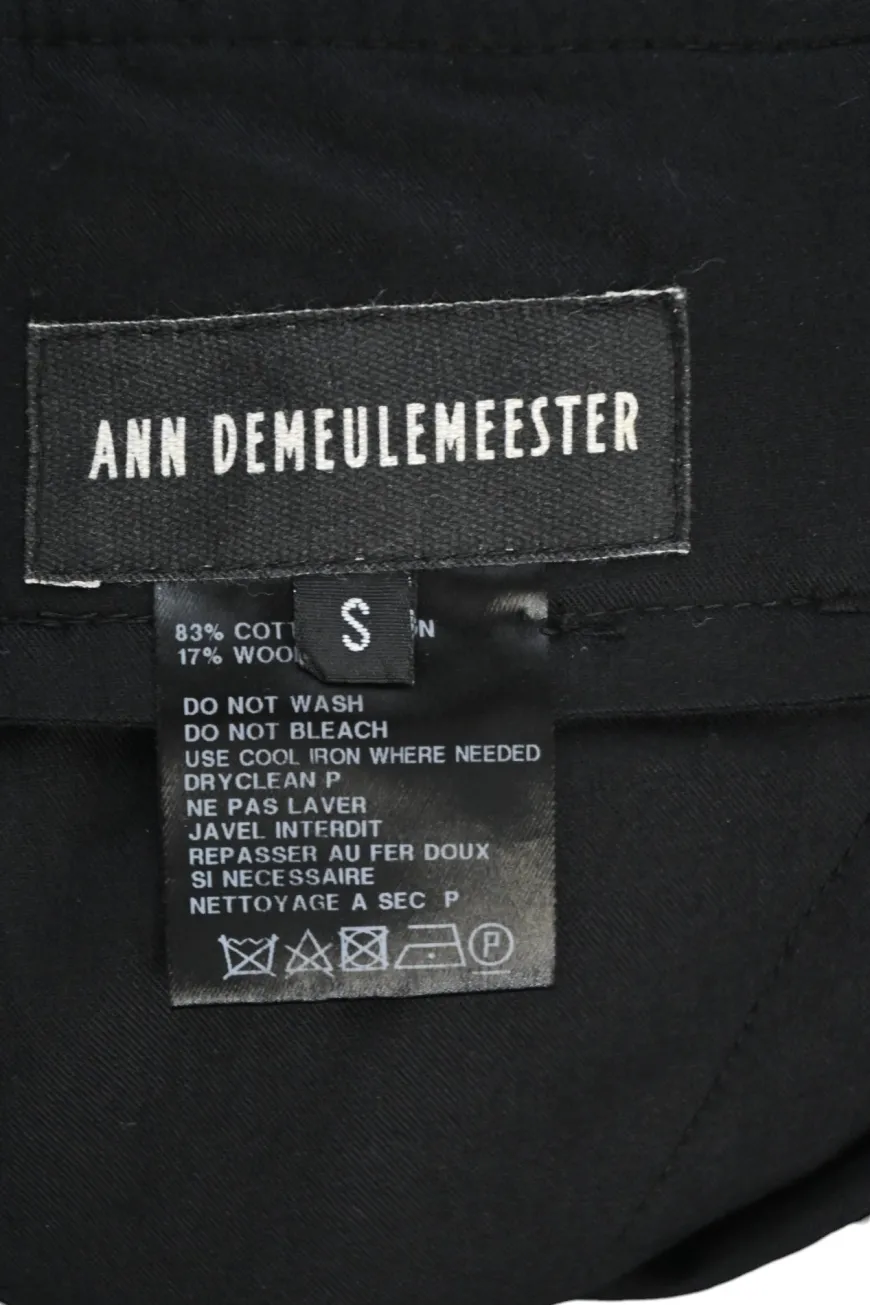 ANN DEMEULEMEESTER
S
83%
17%
DO NOT WASH
DO NOT BLEACH
USE COOL IRON WHERE NEEDED
DRYCLEAN P
NE PAS LAVER
JAVEL INTERDIT
REPASSER AU FER DOUX
SI NECESSAIRE
NETTOYAGE A SEC P
P